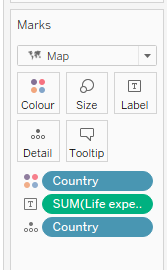 Marks
Map
Colour Size Label
Detail Tooltip
Country
T SUM(Life expe..
Country